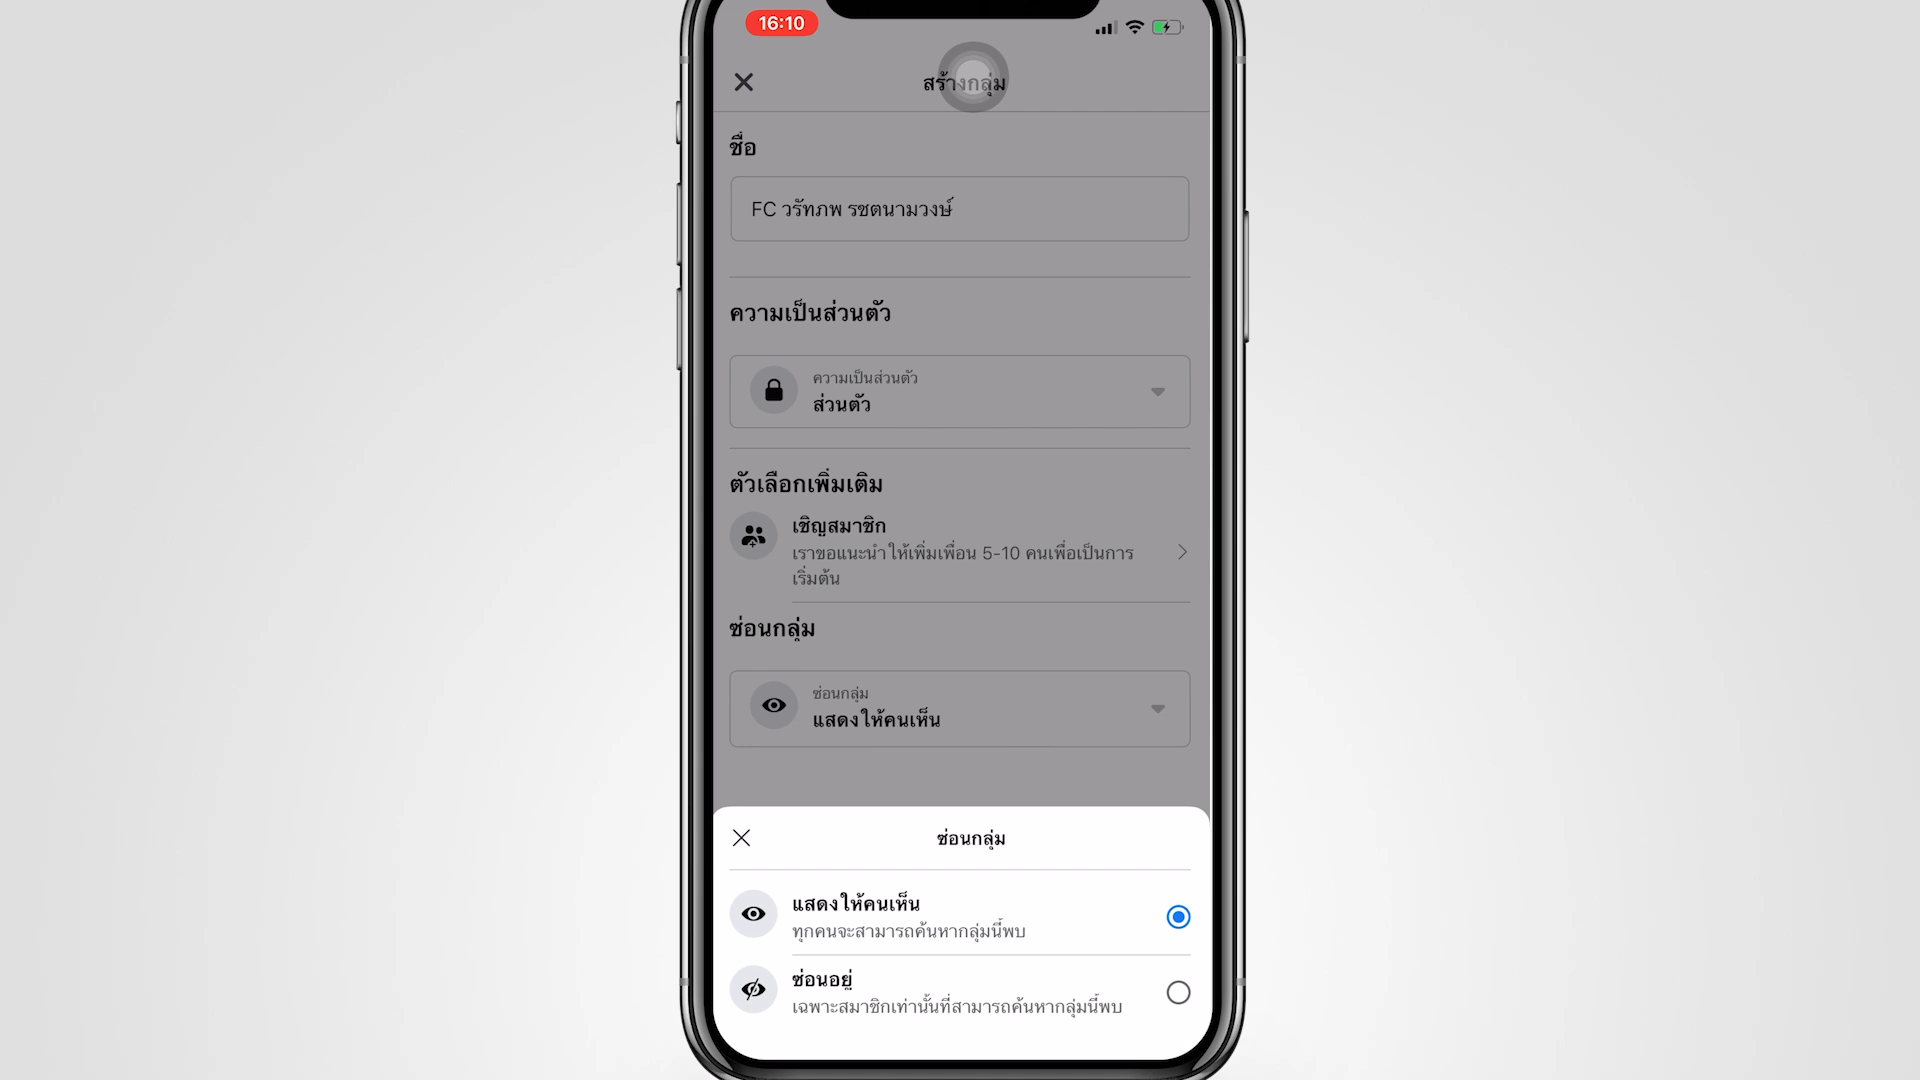 16:10
สร้างกลุ่ม
ชื่อ
FC วรัทภพ รชตนามวงษ์
ความเป็นส่วนตัว
ความเป็นส่วนตัว
ส่วนตัว
ตัวเลือกเพิ่มเติม
เชิญสมาชิก
เราขอแนะนำให้เพิ่มเพื่อน 5-10 คนเพื่อเป็นการ
เริ่มต้น
ซ่อนกลุ่ม
ซ่อนกลุ่ม
แสดงให้คนเห็น
ซ่อนกลุ่ม
แสดงให้คนเห็น
ทุกคนจะสามารถค้นหากลุ่มนี้พบ
ซ่อนอยู่
เฉพาะสมาชิกเท่านั้นที่สามารถค้นหากลุ่มนี้พบ